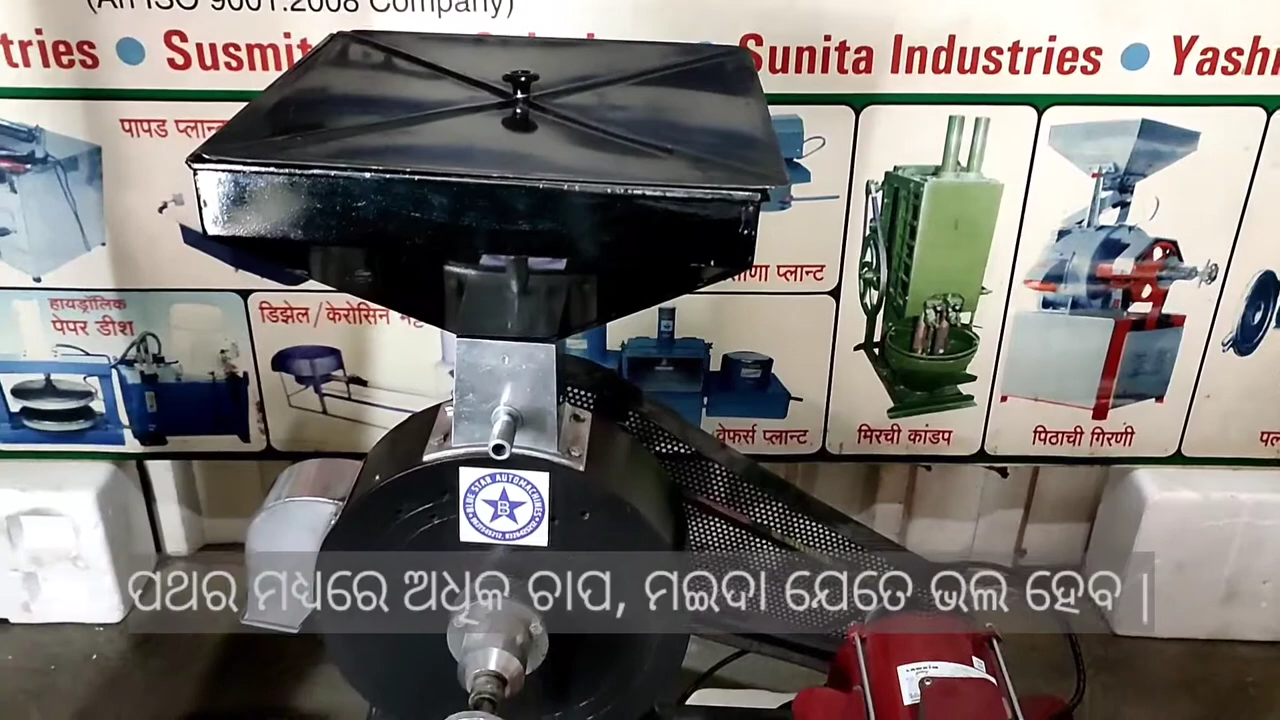 (An ISO 9001:2008 Company)
tries • Susmit Sunita Industries • Yashi
पापड प्लान्ट
प्लान्ट
हायड्रॉलिक
पेपर डीश
डिझेल/केरोसिन
वेफर्स प्लान्ट
मिरची कांडप
पिठाची गिरणी
BLUE STAR AUTOMACHINES
B
ପଥର ମଧ୍ୟରେ ଅଧିକ ଚାପ, ମଇଦା ଯେତେ ଭଲ ହେବ |